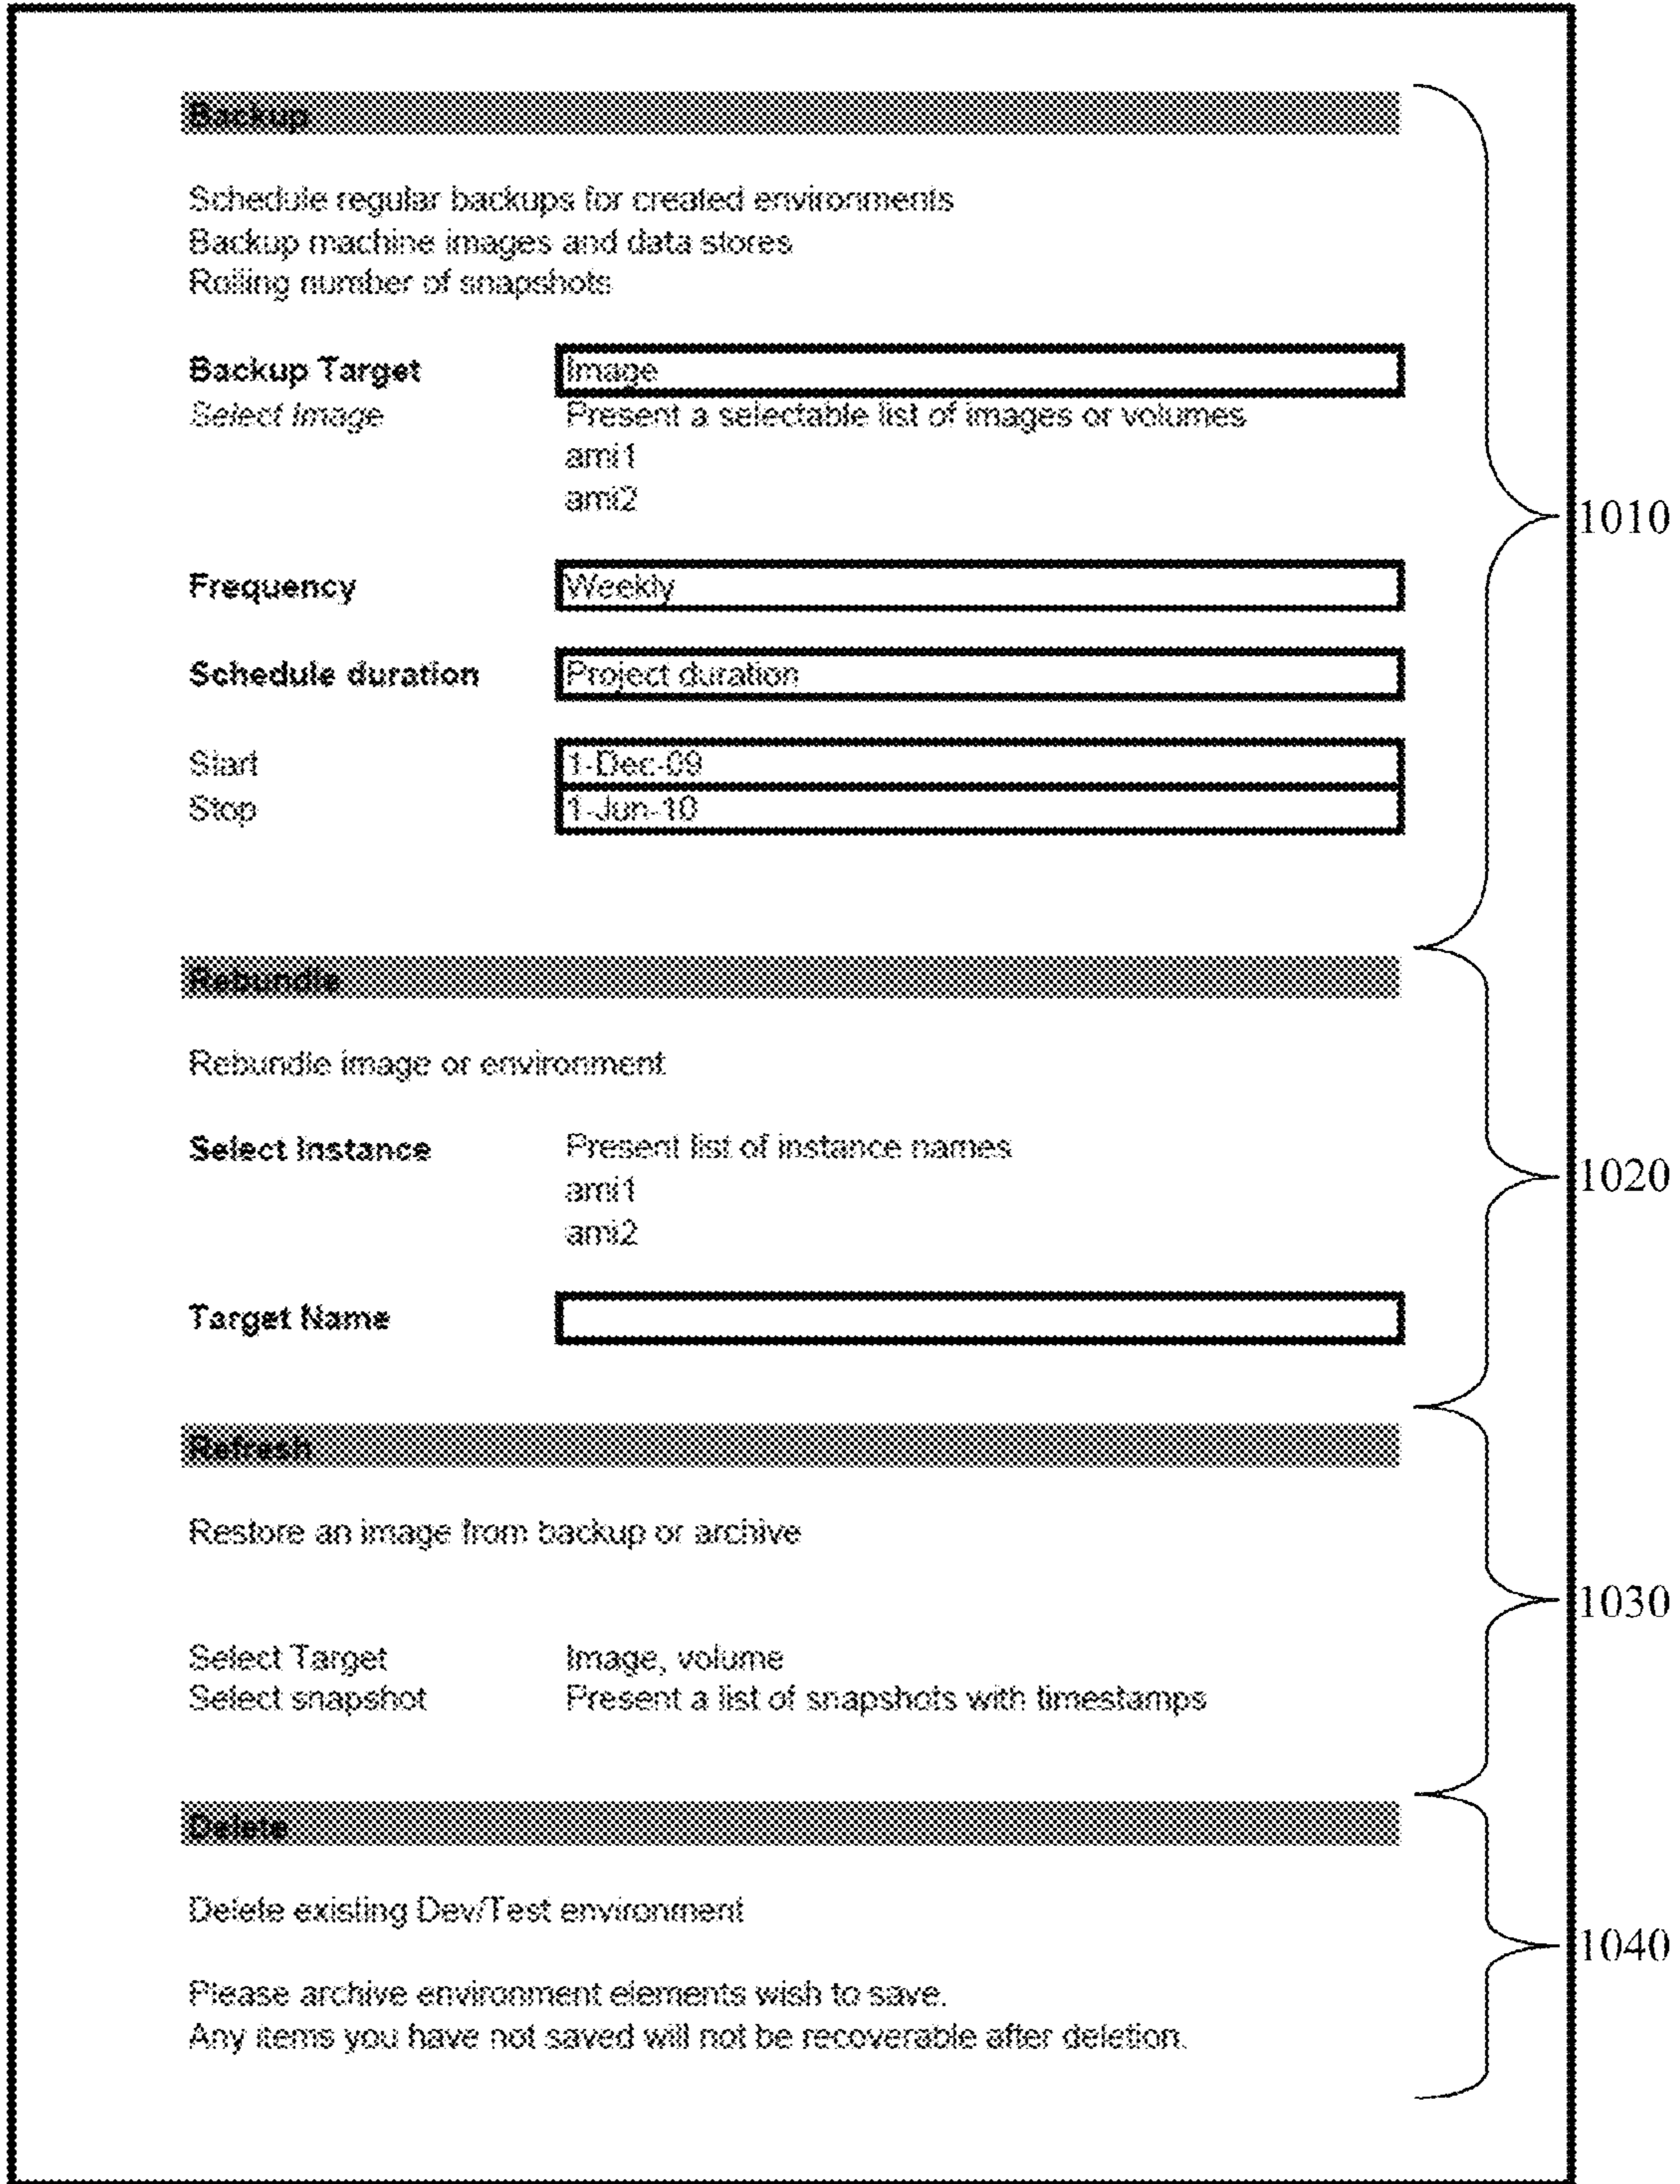 Backup
Schedule regular backups for created environments
Backup machine images and data stores
Rolling number of snapshots
Backup Target Image
Select Image Present a selectable list of images or volumes
ami1
ami2
1010
Frequency Weekly
Schedule duration Project duration
Start 1-Dec-09
Stop 1-Jun-10
Rebundle
Rebundle image or environment
Select Instance Present list of instance names
1020
ami1
ami2
Target Name
Refresh
Restore an image from backup or archive
1030
Select Target Image, volume
Select snapshot Present a list of snapshots with timestamps
Delete
Delete existing Dev/Test environment
1040
Please archive environment elements wish to save.
Any items you have not saved will not be recoverable after deletion.